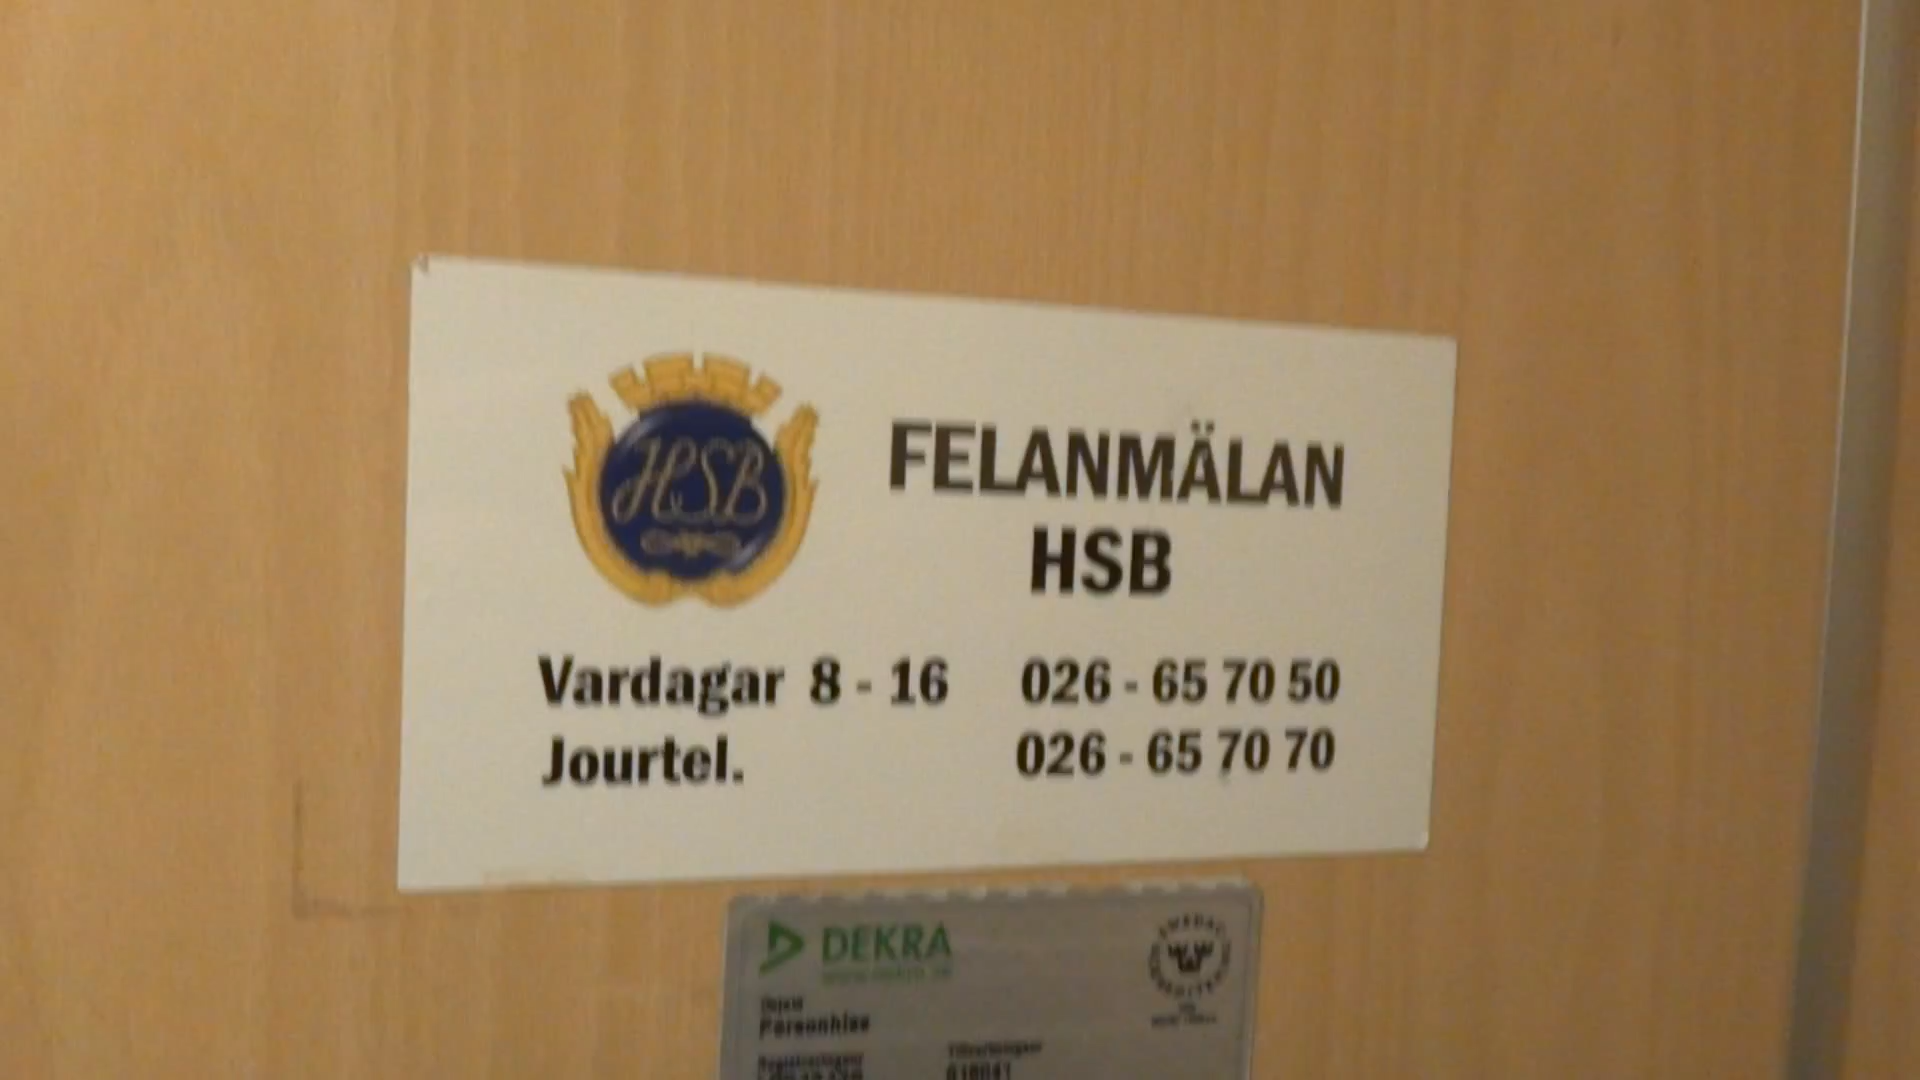 HSB
FELANMÄLAN
HSB
Vardagar 8 - 16 026 - 65 70 50
Jourtel. 026 - 65 70 70
DEKRA
Personhiss